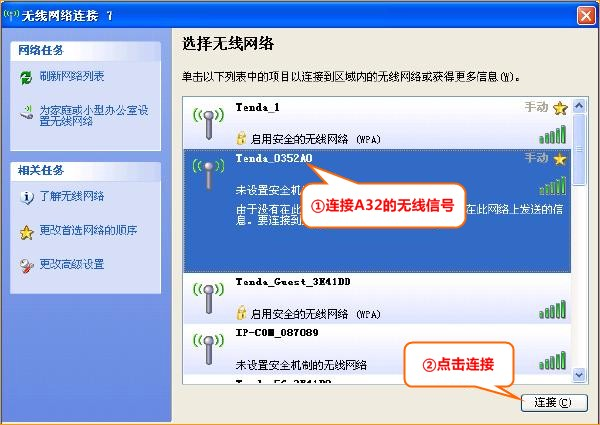 无线网络连接 7
网络任务
刷新网络列表
为家庭或小型办公室设
置无线网络
相关任务
了解无线网络
更改首选网络的顺序
更改高级设置
选择无线网络
单击以下列表中的项目以连接到区域内的无线网络或获得更多信息(W)。
Tenda_1
手动
启用安全的无线网络 (WPA)
Tenda_0352A0
手动
未设置安全机
由于没有在此 在此网络上发送的信
息。要连接到
①连接A32的无线信号
Tenda_Guest_3E41DD
启用安全的无线网络 (WPA)
IP-COM_087089
未设置安全机制的无线网络
②点击连接
连接(C)